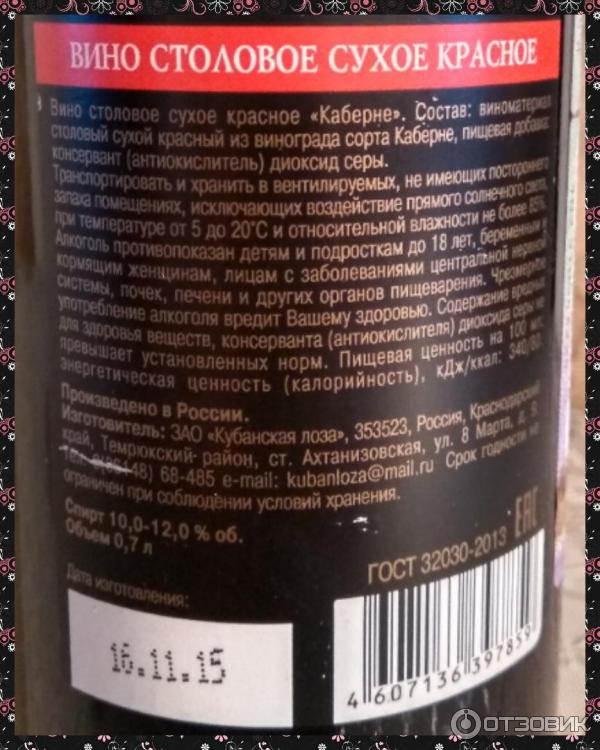 ВИНО СТОЛОВОЕ СУХОЕ КРАСНОЕ
Вино столовое сухое красное «Каберне». Состав: виноматериал
столовый сухой красный из винограда сорта Каберне, пищевая добавка:
консервант (антиокислитель) диоксид серы.
Транспортировать и хранить в вентилируемых, не имеющих постороннего
запаха помещениях, исключающих воздействие прямого солнечного света,
при температуре от 5 до 20°С и относительной влажности не более 85%.
Алкоголь противопоказан детям и подросткам до 18 лет, беременным и
кормящим женщинам, лицам с заболеваниями центральной нервной
системы, почек, печени и других органов пищеварения. Чрезмерное
употребление алкоголя вредит Вашему здоровью. Содержание вредных
для здоровья веществ, консерванта (антиокислителя) диоксида серы не
превышает установленных норм. Пищевая ценность на 100 мл:
энергетическая ценность (калорийность), кДж/ккал: 340/80.
Произведено в России.
Изготовитель: ЗАО «Кубанская лоза», 353523, Россия, Краснодарский
край, Темрюкский район, ст. Ахтанизовская, ул. 8 Марта, д. 9.
48) 68-485 e-mail: kubanloza@mail.ru Срок годности не
ограничен при соблюдении условий хранения.
Спирт 10,0-12,0 % об.
Объем 0,7 л
EAC
ГОСТ 32030-2013
Дата изготовления:
16.11.15
4 607136 397859
ОТЗОВИК